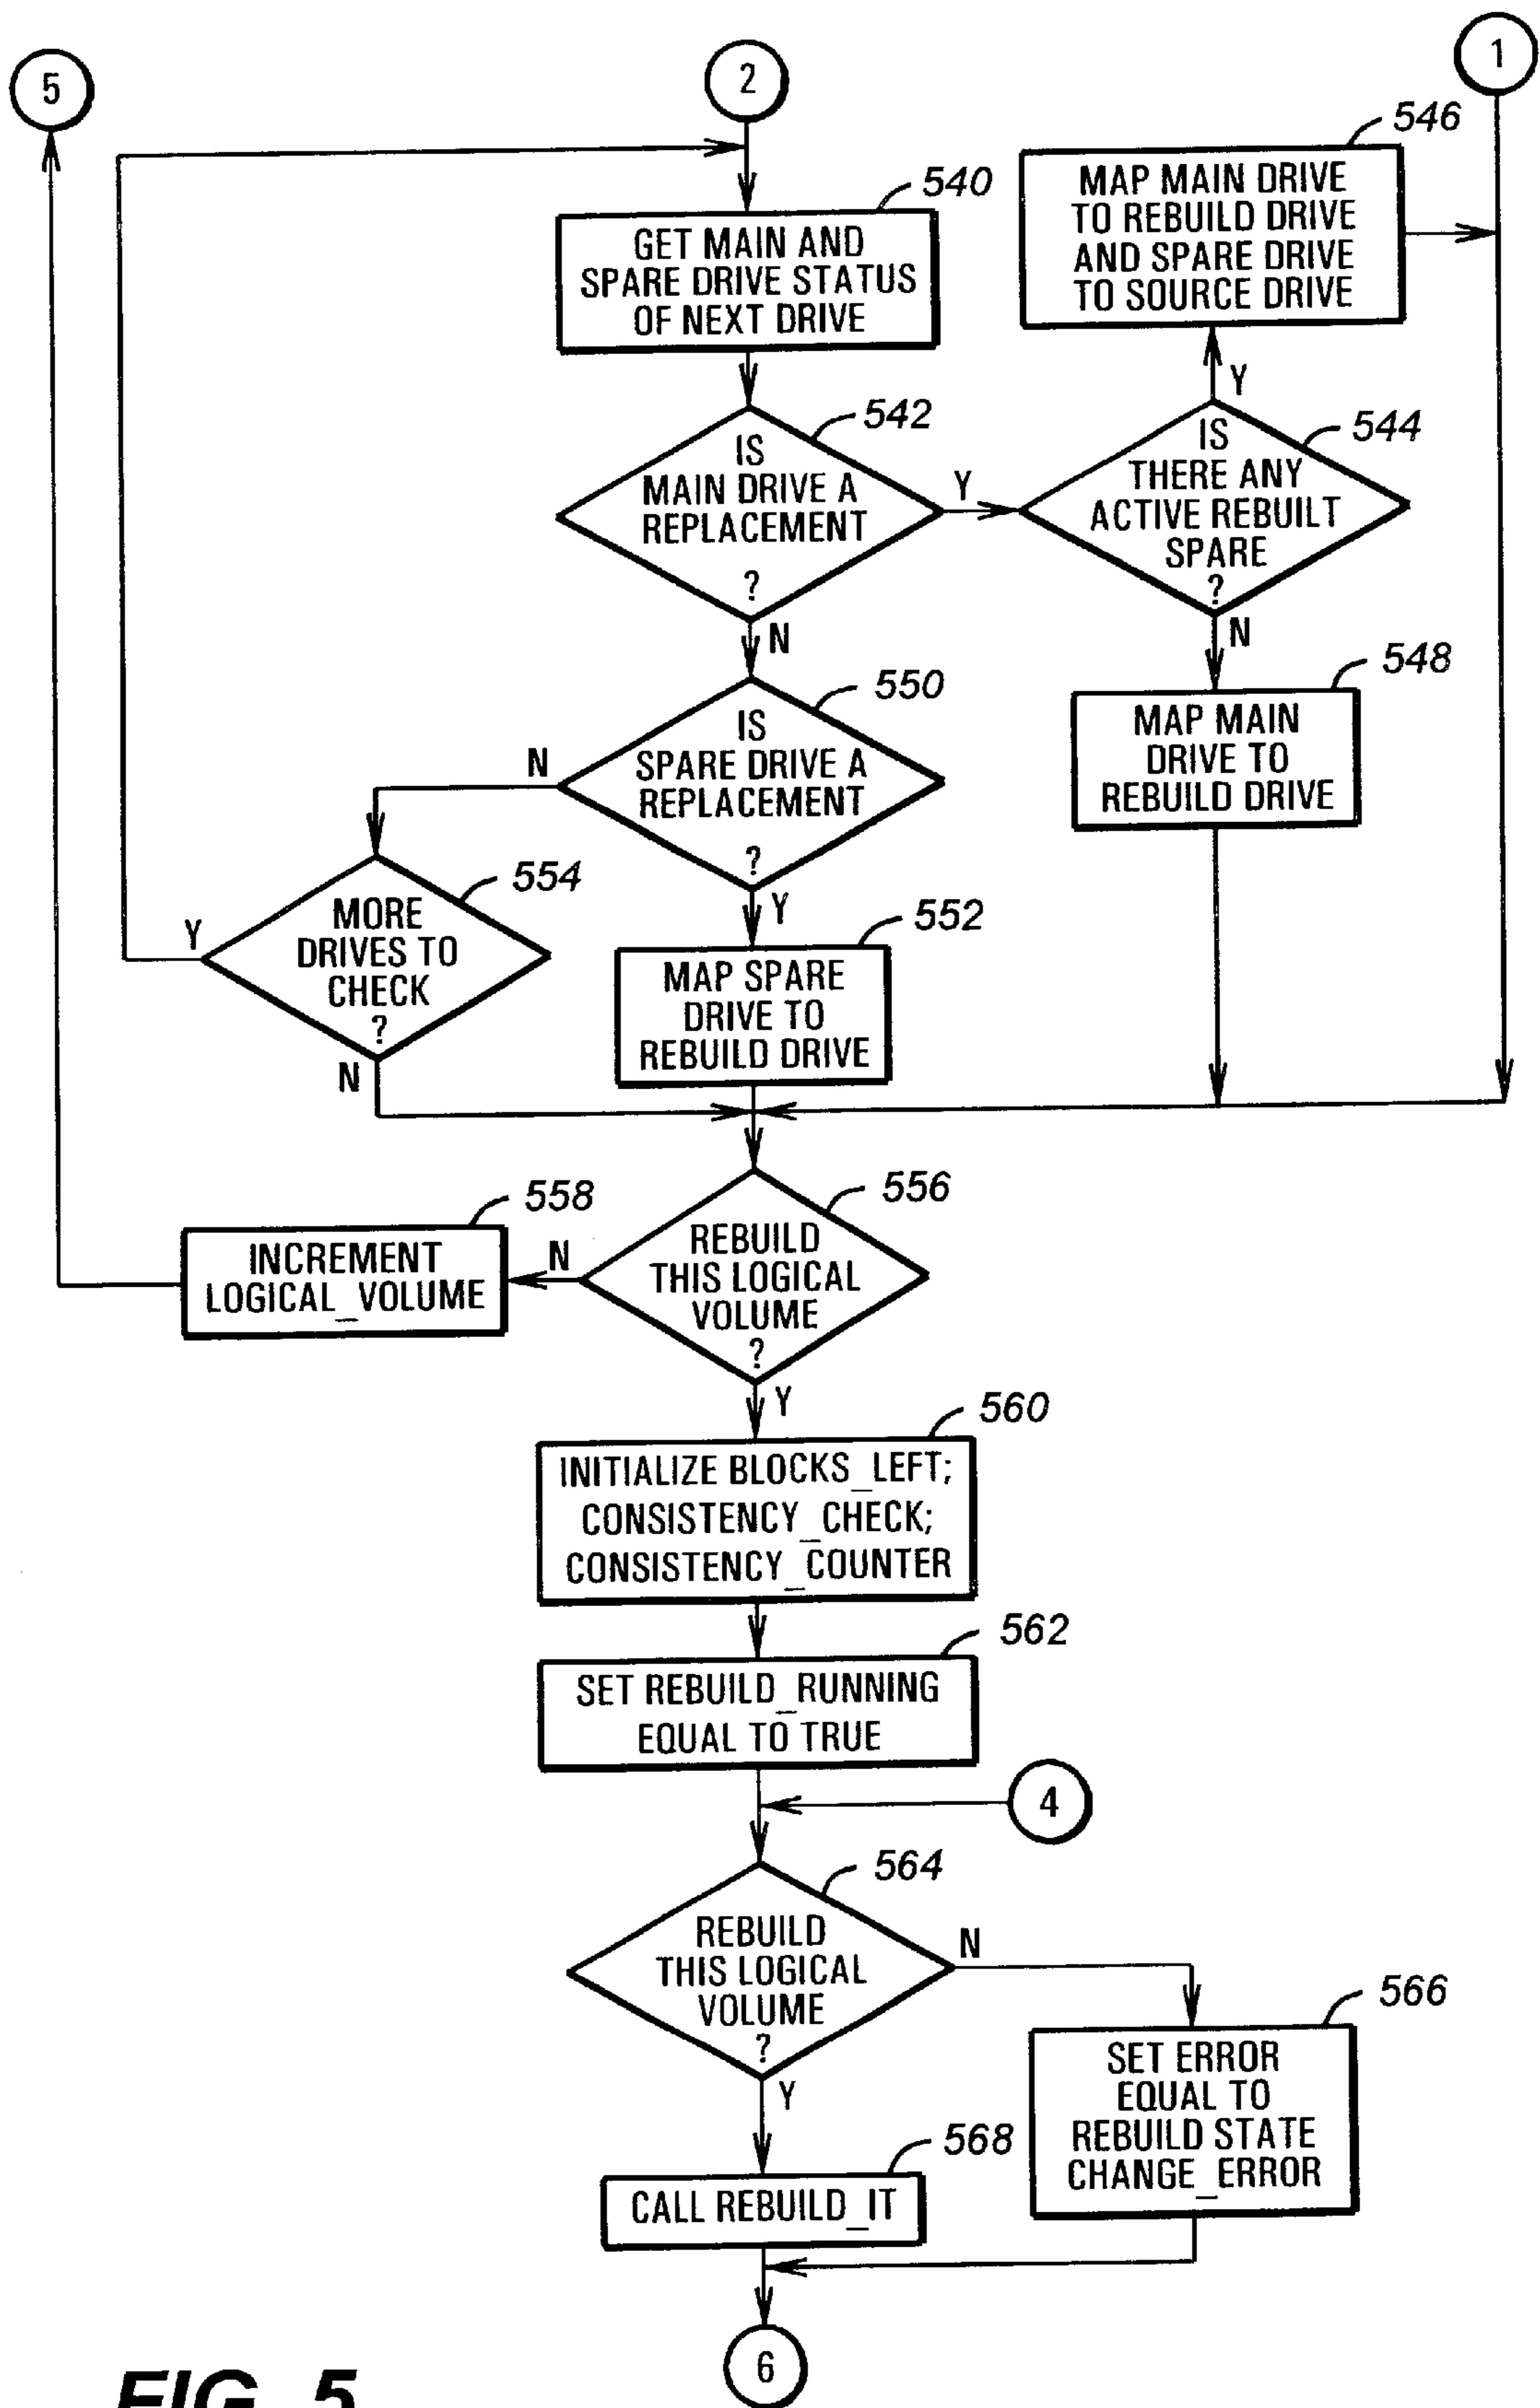 5
2
1
546
MAP MAIN DRIVE
TO REBUILD DRIVE
AND SPARE DRIVE
TO SOURCE DRIVE
540
GET MAIN AND
SPARE DRIVE STATUS
OF NEXT DRIVE
Y
542
IS
MAIN DRIVE A
REPLACEMENT
?
Y
544
IS
THERE ANY
ACTIVE REBUILT
SPARE
?
N
N
548
MAP MAIN
DRIVE TO
REBUILD DRIVE
550
IS
SPARE DRIVE A
REPLACEMENT
?
N
Y
554
MORE
DRIVES TO
CHECK
?
Y
N
552
MAP SPARE
DRIVE TO
REBUILD DRIVE
556
REBUILD
THIS LOGICAL
VOLUME
?
N
558
INCREMENT
LOGICAL_VOLUME
Y
560
INITIALIZE BLOCKS_LEFT;
CONSISTENCY_CHECK;
CONSISTENCY_COUNTER
562
SET REBUILD_RUNNING
EQUAL TO TRUE
4
564
REBUILD
THIS LOGICAL
VOLUME
?
N
566
SET ERROR
EQUAL TO
REBUILD STATE
CHANGE_ERROR
Y
568
CALL REBUILD_IT
6
FIG. 5